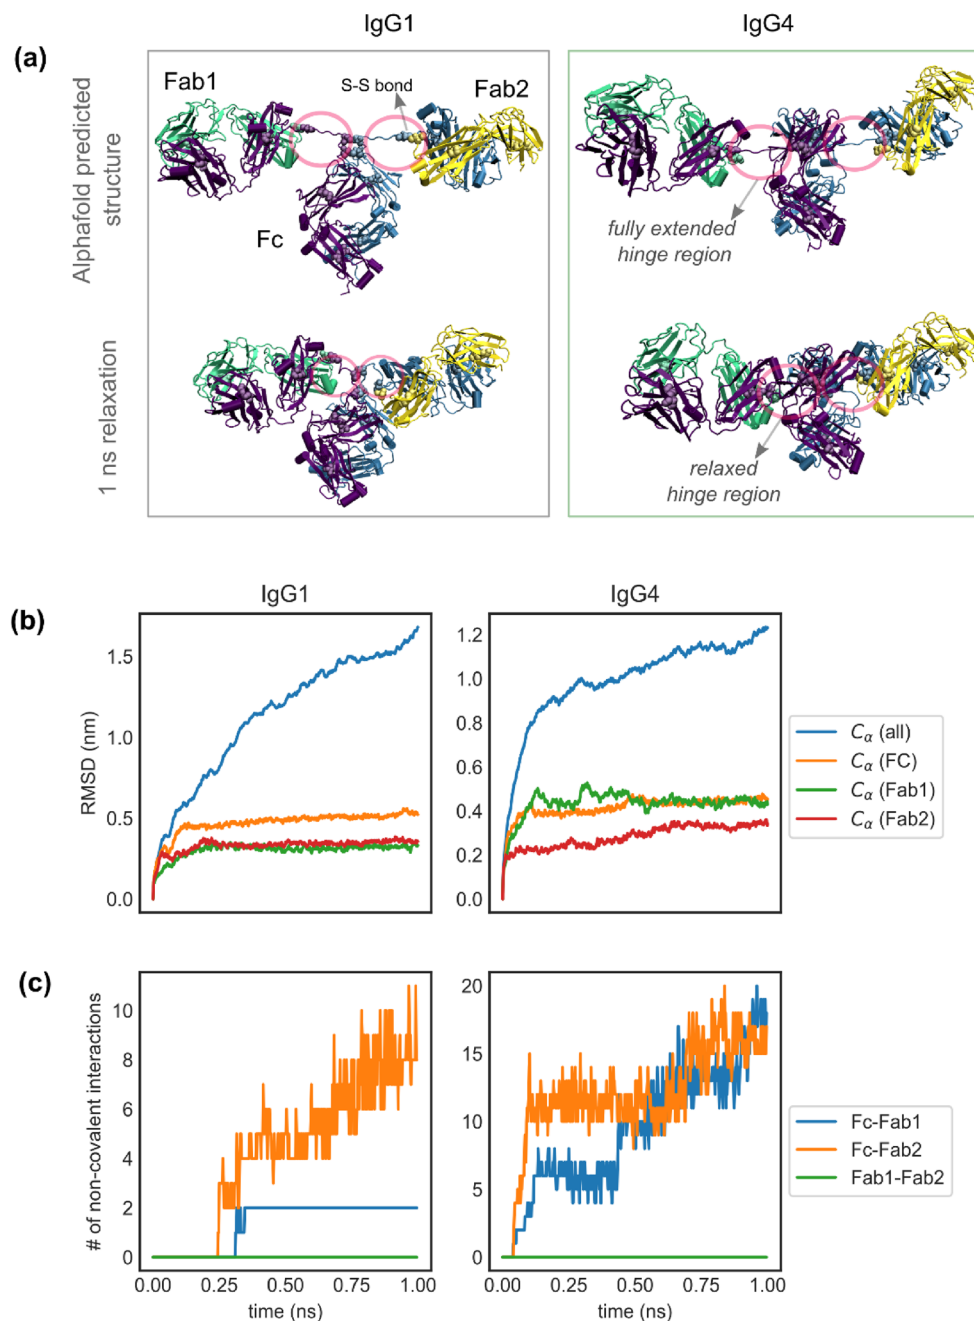 IgG1
IgG4
(a)
Alphafold predicted
structure
Fab1
S-S bond
Fab2
Fc
fully extended
hinge region
1 ns relaxation
relaxed
hinge region
(b)
IgG1
IgG4
RMSD (nm)
1.5
1.0
0.5
0.0
1.2
1.0
0.8
0.6
0.4
0.2
0.0
Cα (all)
Cα (FC)
Cα (Fab1)
Cα (Fab2)
(c)
# of non-covalent interactions
10
8
6
4
2
0
20
15
10
5
0
Fc-Fab1
Fc-Fab2
Fab1-Fab2
0.00 0.25 0.50 0.75 1.00
0.00 0.25 0.50 0.75 1.00
time (ns)
time (ns)